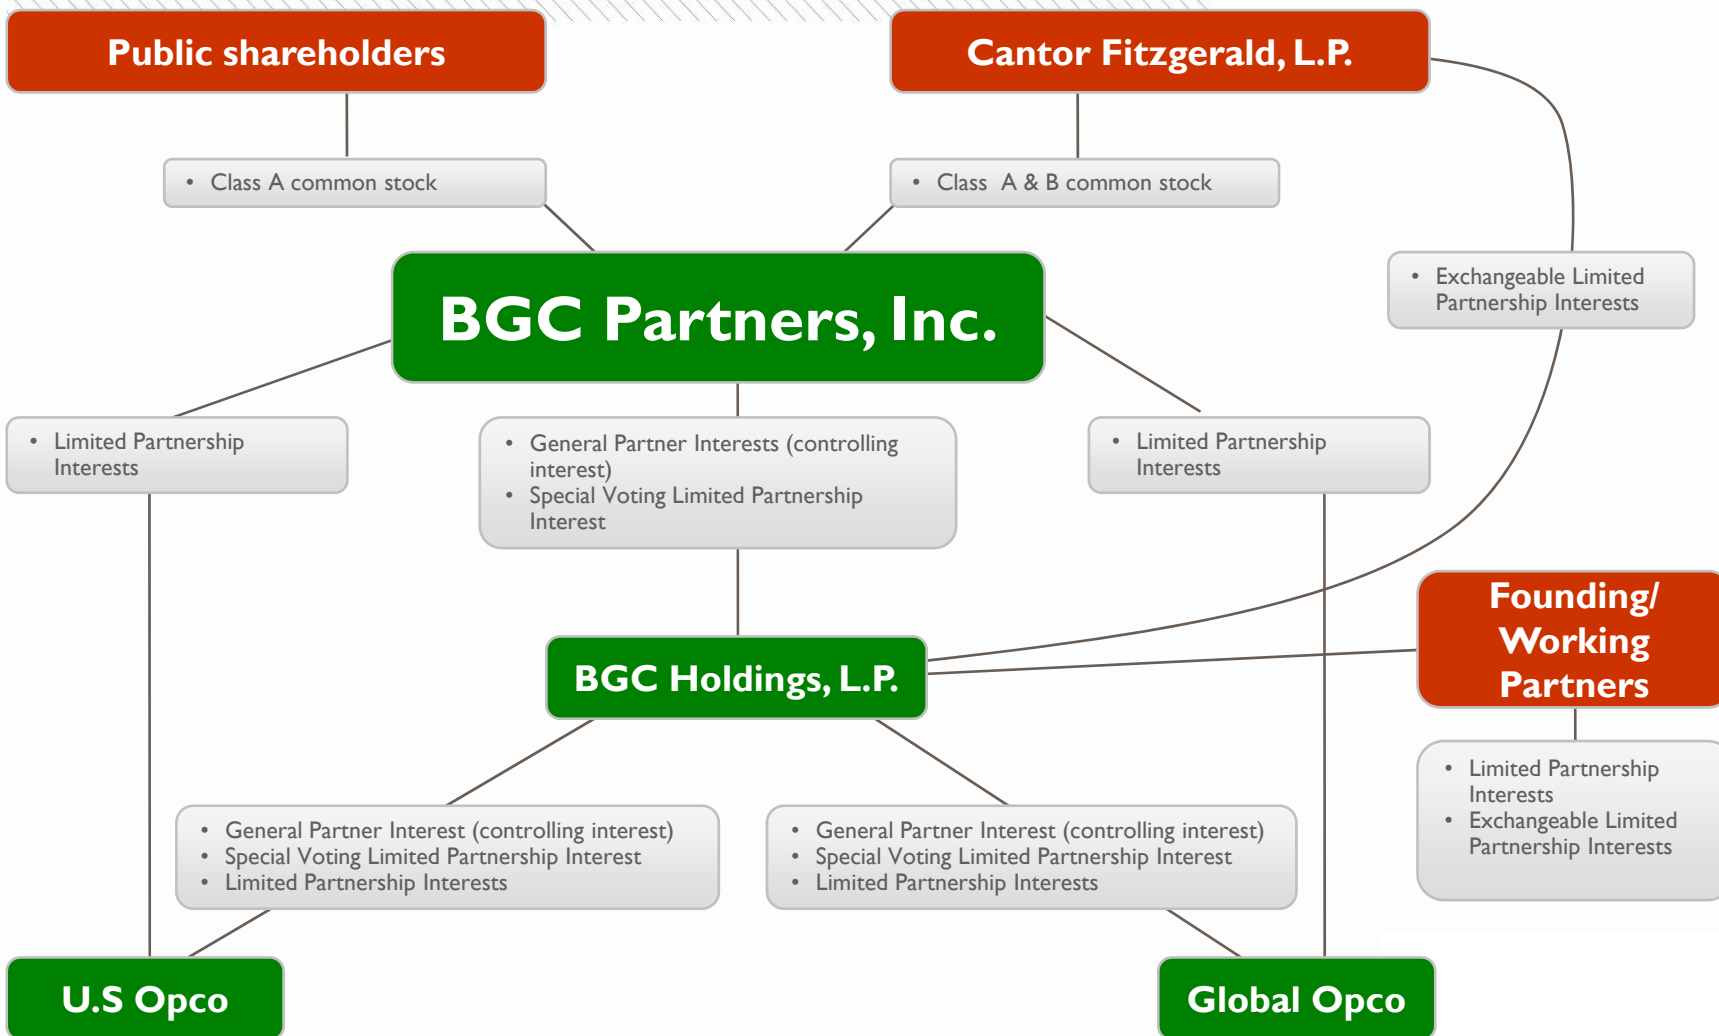 Public shareholders
Cantor Fitzgerald, L.P.
• Class A common stock
• Class A & B common stock
BGC Partners, Inc.
• Exchangeable Limited
Partnership Interests
• Limited Partnership
Interests
• General Partner Interests (controlling
interest)
• Special Voting Limited Partnership
Interest
• Limited Partnership
Interests
Founding/
Working
Partners
BGC Holdings, L.P.
• Limited Partnership
Interests
• Exchangeable Limited
Partnership Interests
• General Partner Interest (controlling interest)
• Special Voting Limited Partnership Interest
• Limited Partnership Interests
• General Partner Interest (controlling interest)
• Special Voting Limited Partnership Interest
• Limited Partnership Interests
U.S Opco
Global Opco